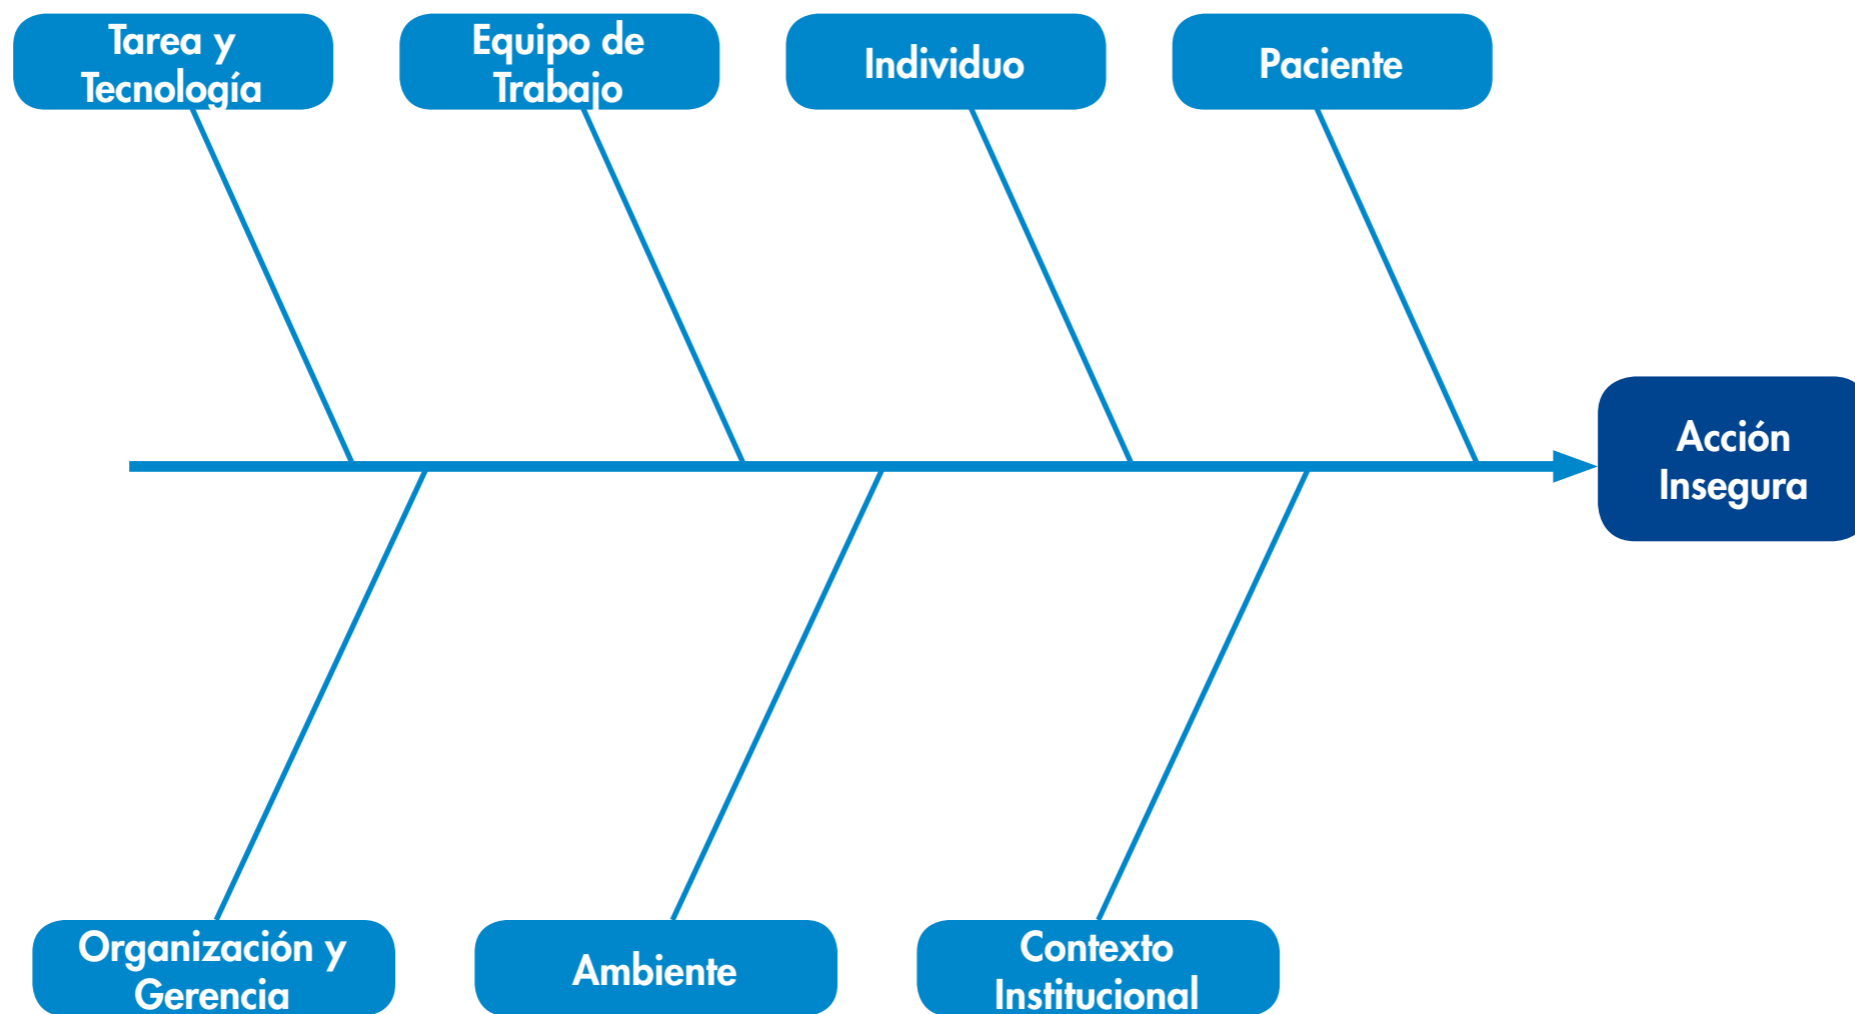 Tarea y
Tecnología
Equipo de
Trabajo
Individuo
Paciente
Acción
Insegura
Organización y
Gerencia
Ambiente
Contexto
Institucional